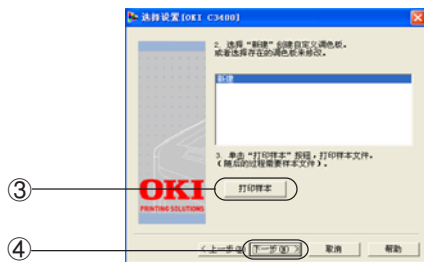 选择设置[OKI C3400]
2. 选择“新建”创建自定义调色板。
或者选择存在的调色板来修改。
新建
3. 单击“打印样本”按钮，打印样本文件。
（随后的过程需要样本文件）。
③
打印样本
OKI
PRINTING SOLUTIONS
④
<上一步(B)
下一步(N)>
取消
帮助